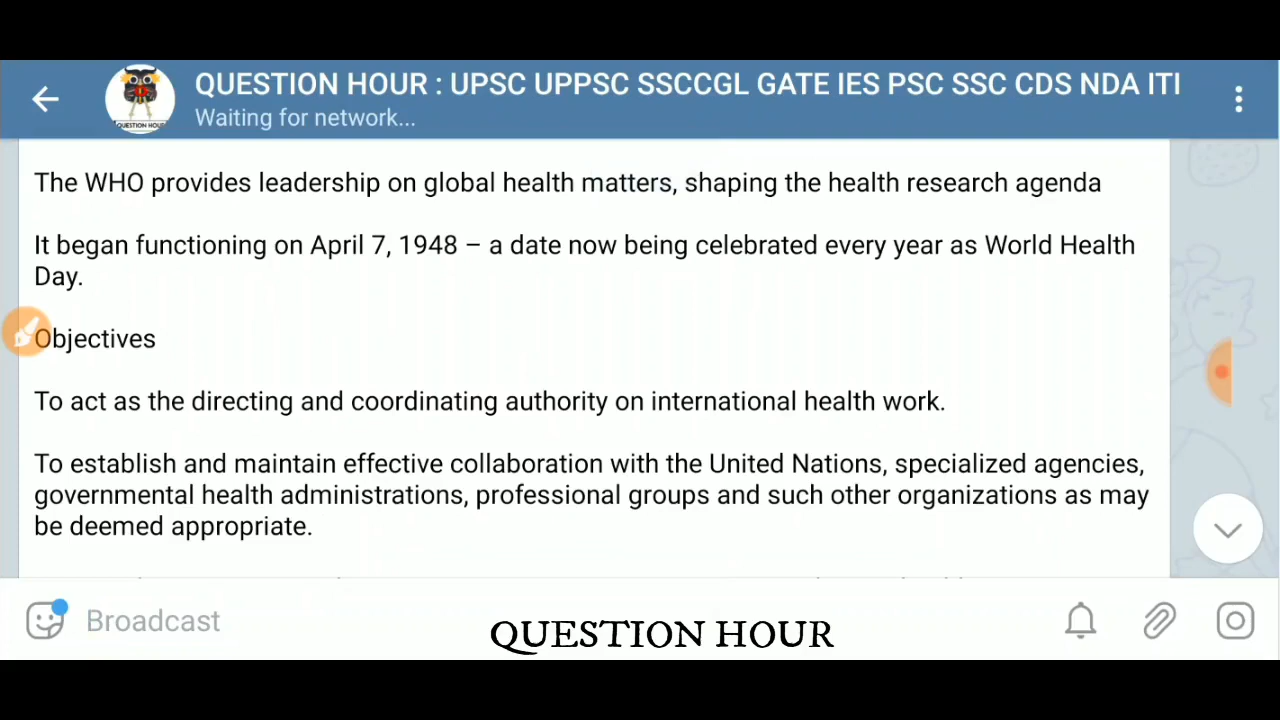 QUESTION HOUR : UPSC UPPSC SSCCGL GATE IES PSC SSC CDS NDA ITI
Waiting for network...
QUESTION HOUR
The WHO provides leadership on global health matters, shaping the health research agenda
It began functioning on April 7, 1948 – a date now being celebrated every year as World Health
Day.
Objectives
To act as the directing and coordinating authority on international health work.
To establish and maintain effective collaboration with the United Nations, specialized agencies,
governmental health administrations, professional groups and such other organizations as may
be deemed appropriate.
Broadcast
QUESTION HOUR